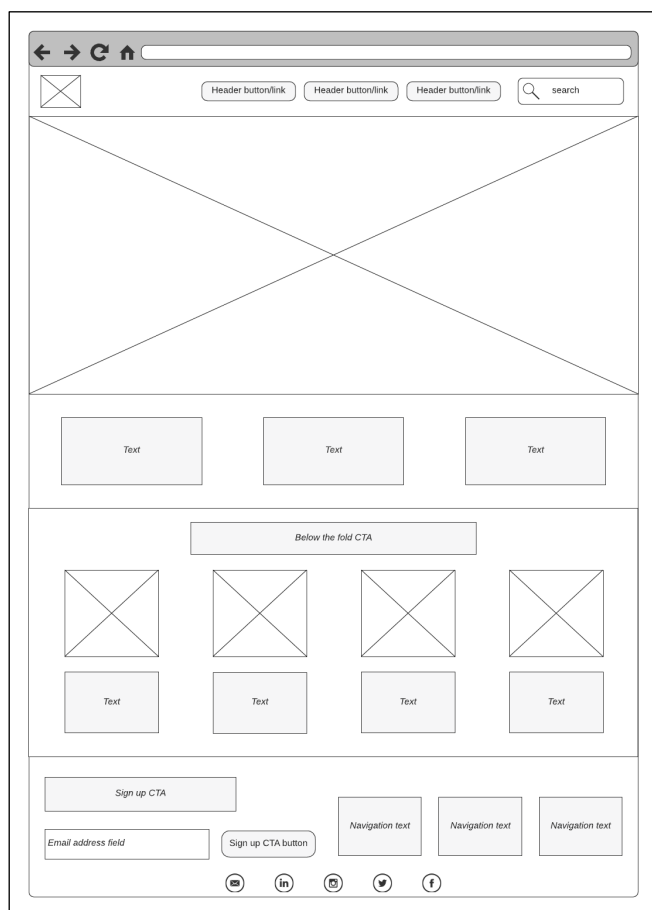 Header button/link
Header button/link
Header button/link
search
Text
Text
Text
Below the fold CTA
Text
Text
Text
Text
Sign up CTA
Email address field
Sign up CTA button
Navigation text
Navigation text
Navigation text
in
f